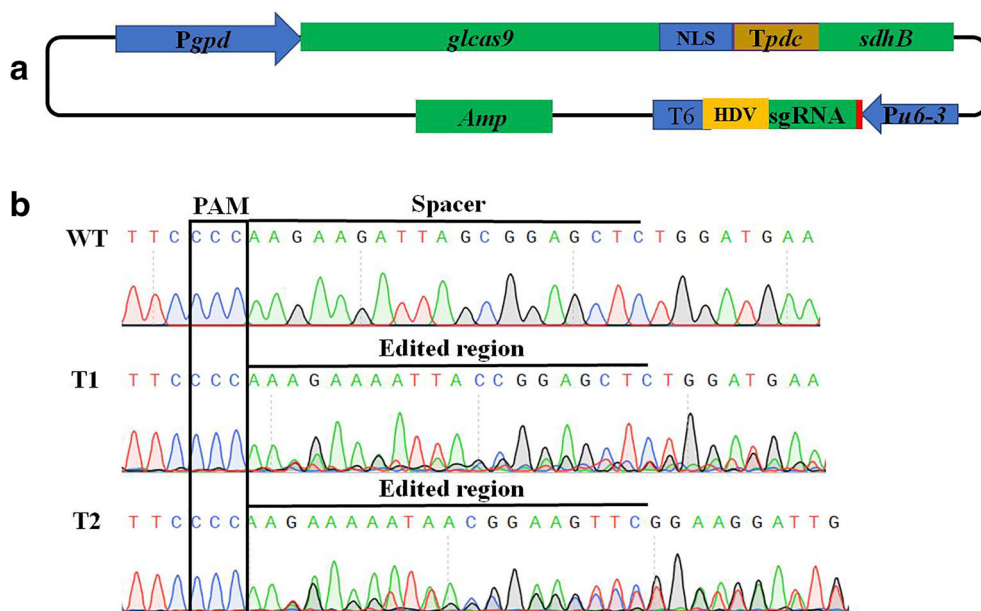 a
Pgpd glcas9 NLS Tpdc sdhB
Amp T6 HDV sgRNA Pu6-3
b
PAM Spacer
WT T T C C C C A A G A A G A T T A G C G G A G C T C T G G A T G A A
Edited region
T1 T T C C C C A A A G A A A A T T A C C G G A G C T C T G G A T G A A
Edited region
T2 T T C C C C A A G A A A A A T A A C G G A A G T T C G G A A G G A T T G